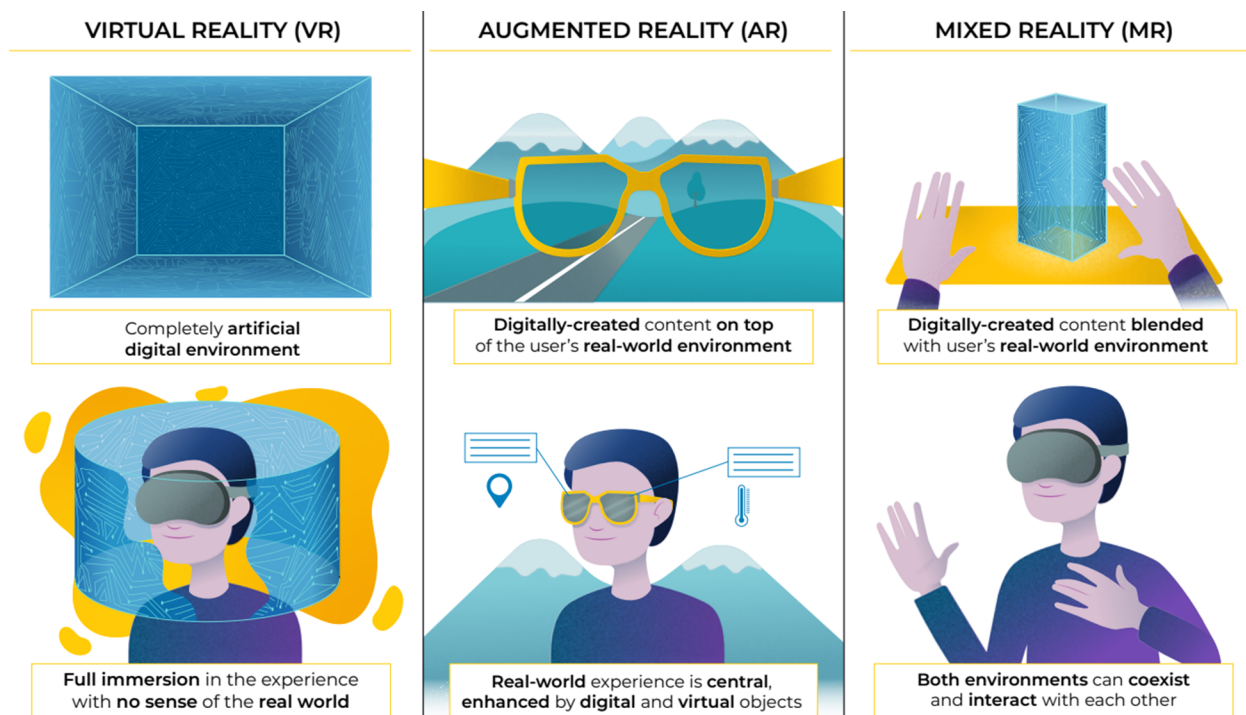 VIRTUAL REALITY (VR)
Completely artificial
digital environment
Full immersion in the experience
with no sense of the real world
AUGMENTED REALITY (AR)
Digitally-created content on top
of the user's real-world environment
Real-world experience is central,
enhanced by digital and virtual objects
MIXED REALITY (MR)
Digitally-created content blended
with user's real-world environment
Both environments can coexist
and interact with each other